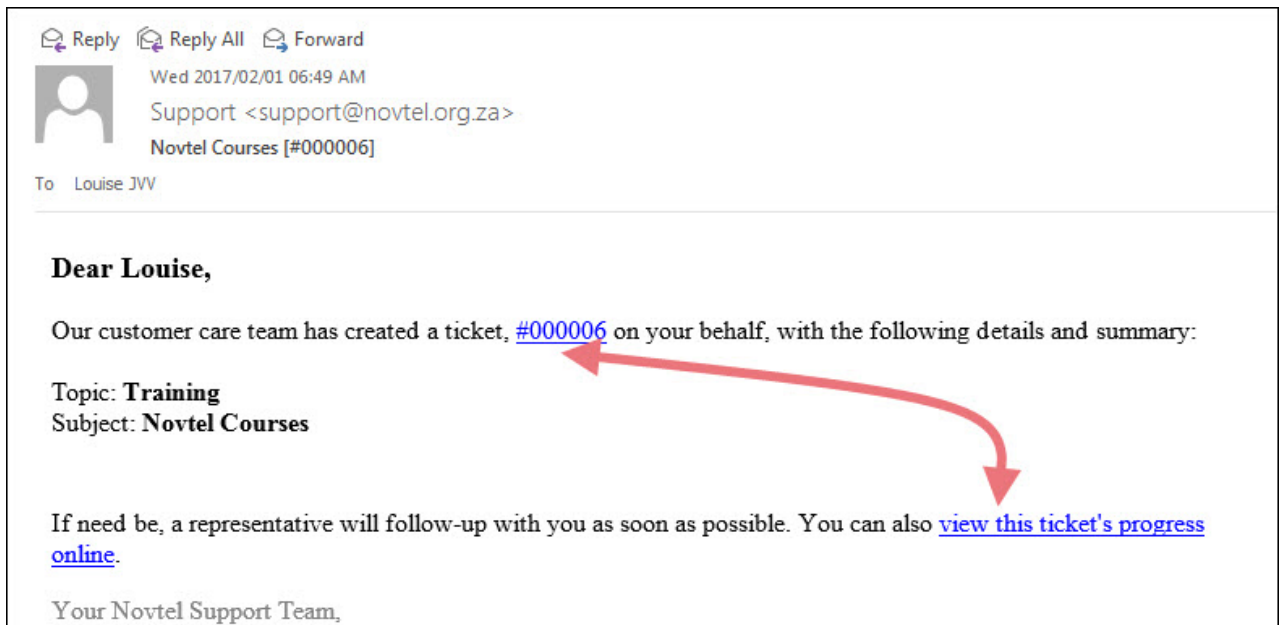 Reply Reply All Forward
Wed 2017/02/01 06:49 AM
Support <support@novtel.org.za>
Novtel Courses [#000006]
To Louise JVV
Dear Louise,
Our customer care team has created a ticket, #000006 on your behalf, with the following details and summary:
Topic: Training
Subject: Novtel Courses
If need be, a representative will follow-up with you as soon as possible. You can also view this ticket's progress
online.
Your Novtel Support Team,